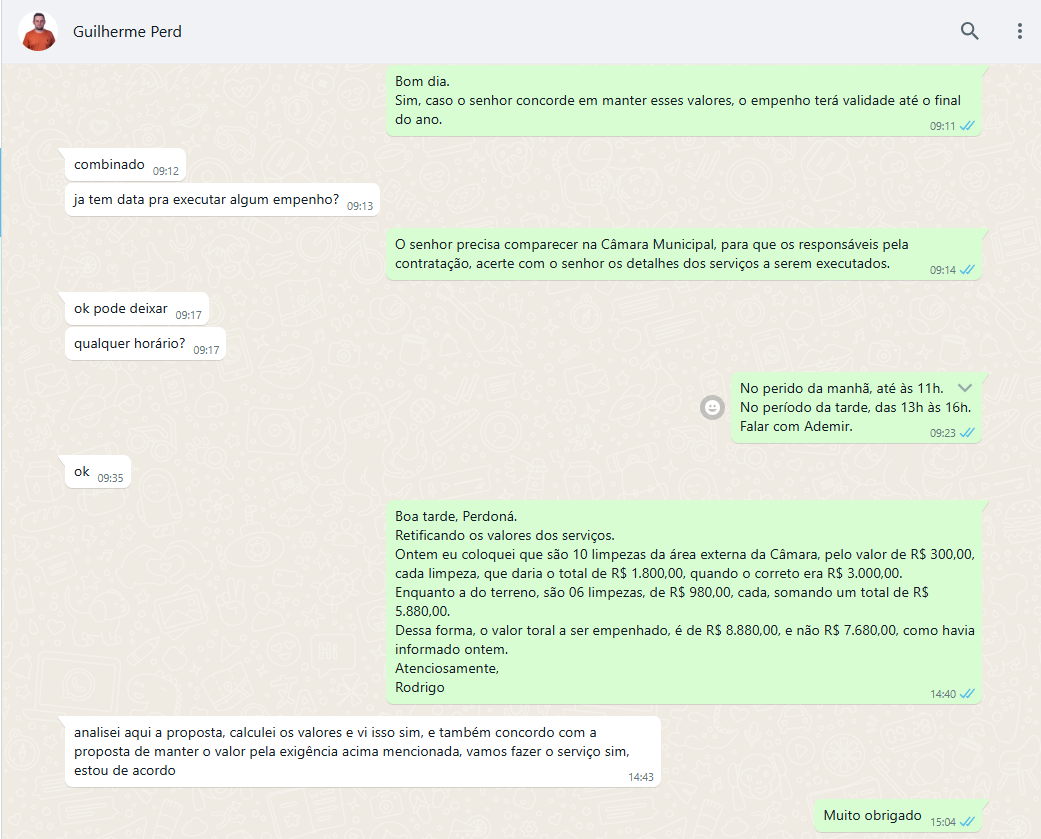 Guilherme Perd
Bom dia.
Sim, caso o senhor concorde em manter esses valores, o empenho terá validade até o final
do ano.
09:11
combinado 09:12
ja tem data pra executar algum empenho? 09:13
O senhor precisa comparecer na Câmara Municipal, para que os responsáveis pela
contratação, acerte com o senhor os detalhes dos serviços a serem executados. 09:14
ok pode deixar 09:17
qualquer horário? 09:17
No perido da manhã, até às 11h.
No período da tarde, das 13h às 16h.
Falar com Ademir. 09:23
ok 09:35
Boa tarde, Perdoná.
Retificando os valores dos serviços.
Ontem eu coloquei que são 10 limpezas da área externa da Câmara, pelo valor de R$ 300,00,
cada limpeza, que daria o total de R$ 1.800,00, quando o correto era R$ 3.000,00.
Enquanto a do terreno, são 06 limpezas, de R$ 980,00, cada, somando um total de R$
5.880,00.
Dessa forma, o valor toral a ser empenhado, é de R$ 8.880,00, e não R$ 7.680,00, como havia
informado ontem.
Atenciosamente,
Rodrigo
14:40
analisei aqui a proposta, calculei os valores e vi isso sim, e também concordo com a
proposta de manter o valor pela exigência acima mencionada, vamos fazer o serviço sim,
estou de acordo
14:43
Muito obrigado 15:04